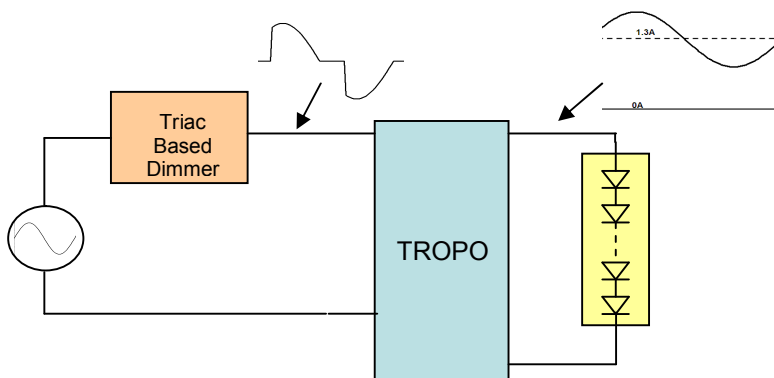 1.3A
0A
Triac
Based
Dimmer
TROPO